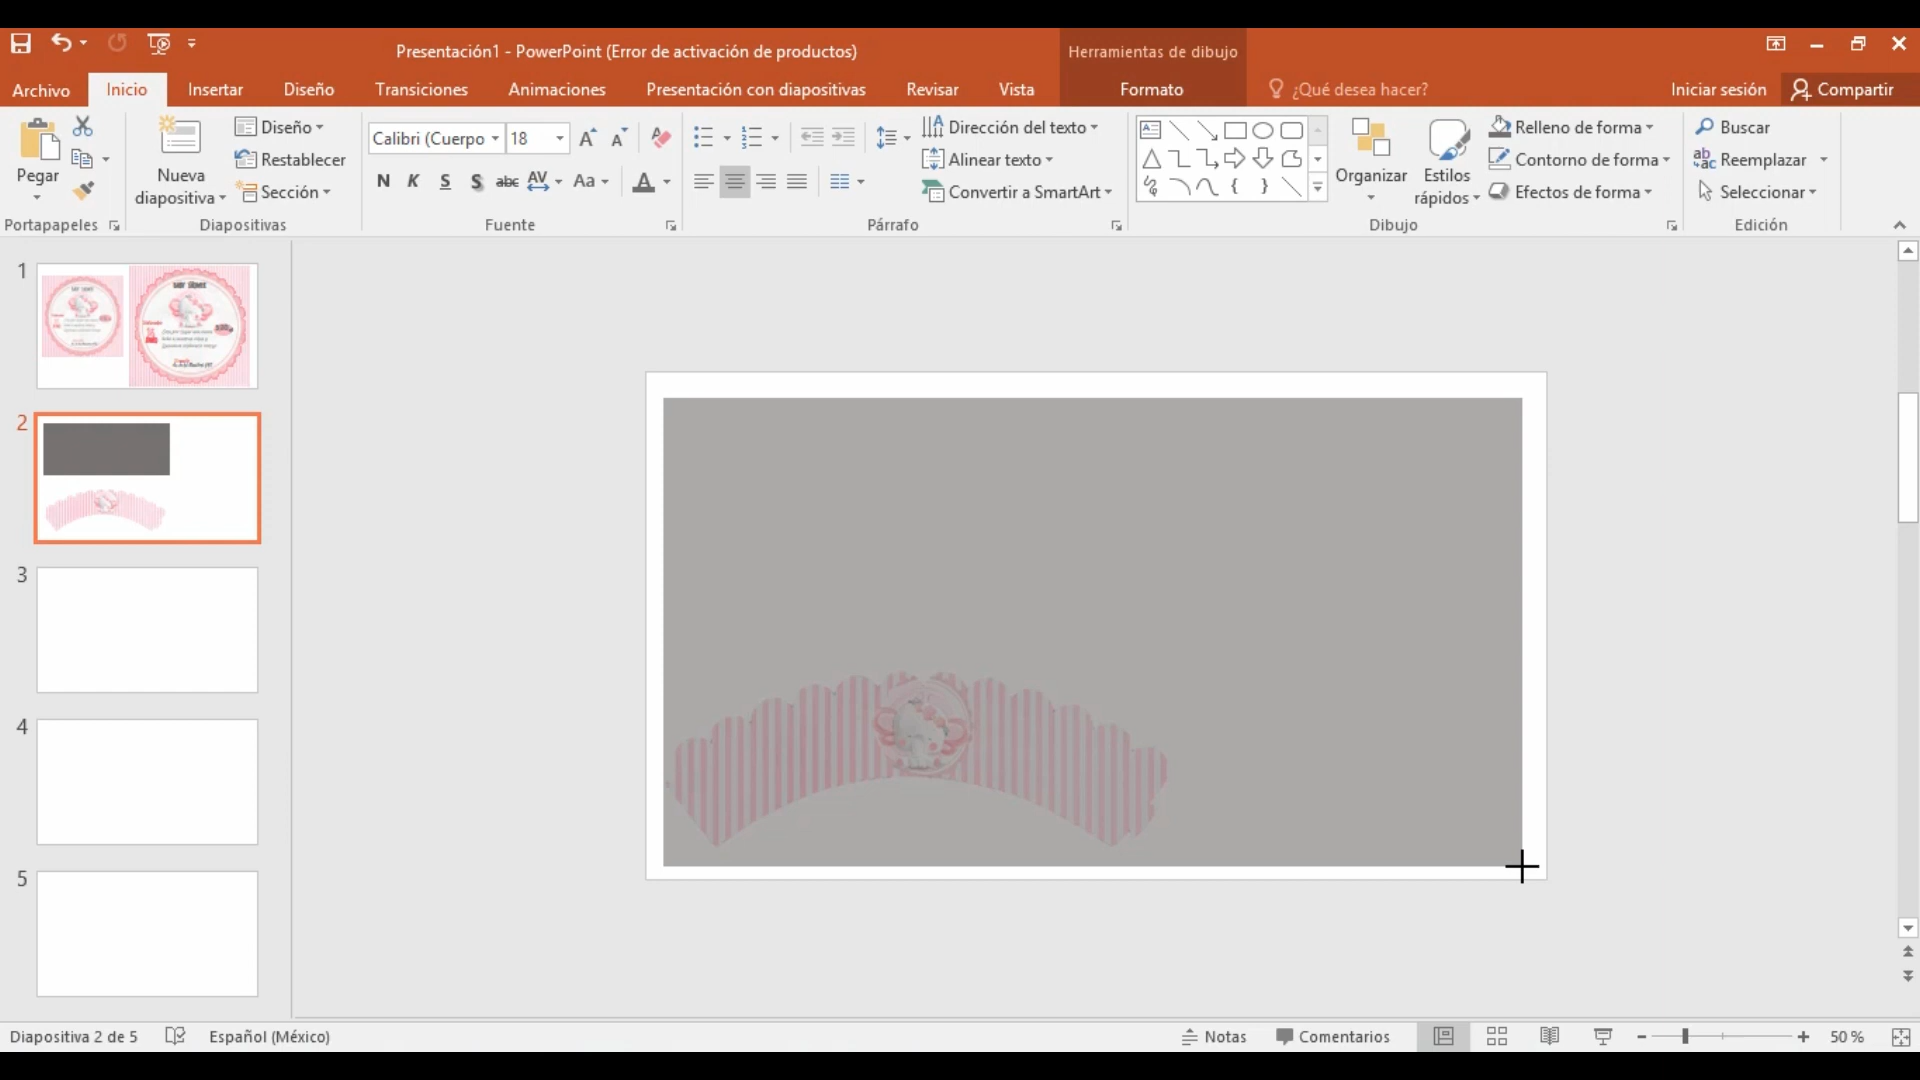 Presentación1 - PowerPoint (Error de activación de productos)
Herramientas de dibujo
Archivo
Inicio
Insertar
Diseño
Transiciones
Animaciones
Presentación con diapositivas
Revisar
Vista
Formato
¿Qué desea hacer?
Iniciar sesión
Compartir
Pegar
Portapapeles
Nueva diapositiva
Diseño
Restablecer
Sección
Diapositivas
Calibri (Cuerpo
18
N K S S abc AV Aa A
Fuente
Dirección del texto
Alinear texto
Convertir a SmartArt
Párrafo
Organizar
Estilos rápidos
Relleno de forma
Contorno de forma
Efectos de forma
Dibujo
Buscar
Reemplazar
Seleccionar
Edición
1
BABY SHOWER
2
3
4
5
Diapositiva 2 de 5
Español (México)
Notas
Comentarios
50 %